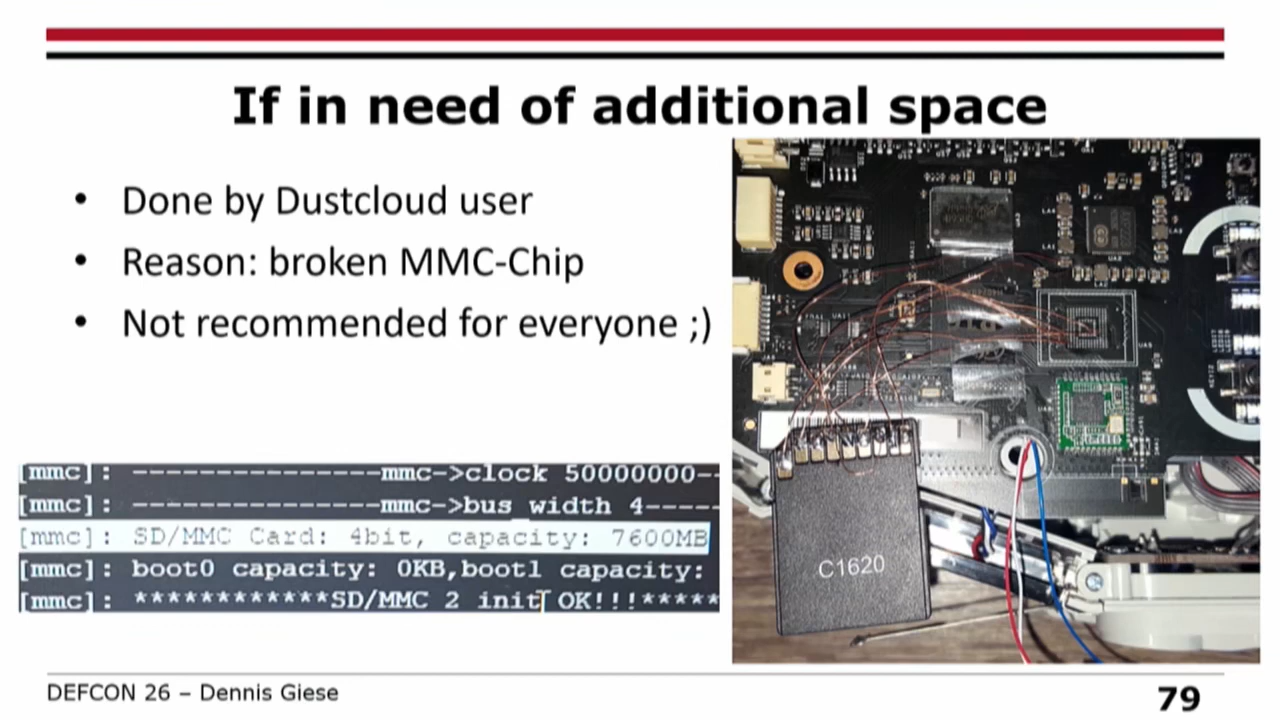 If in need of additional space
• Done by Dustcloud user
• Reason: broken MMC-Chip
• Not recommended for everyone ;)
[mmc]: ----------------mmc->clock 50000000--
[mmc]: ----------------mmc->bus width 4-----
[mmc]: SD/MMC Card: 4bit, capacity: 7600MB
[mmc]: boot0 capacity: 0KB,boot1 capacity:
[mmc]: ************SD/MMC 2 init OK!!!*****
C1620
DEFCON 26 – Dennis Giese
79